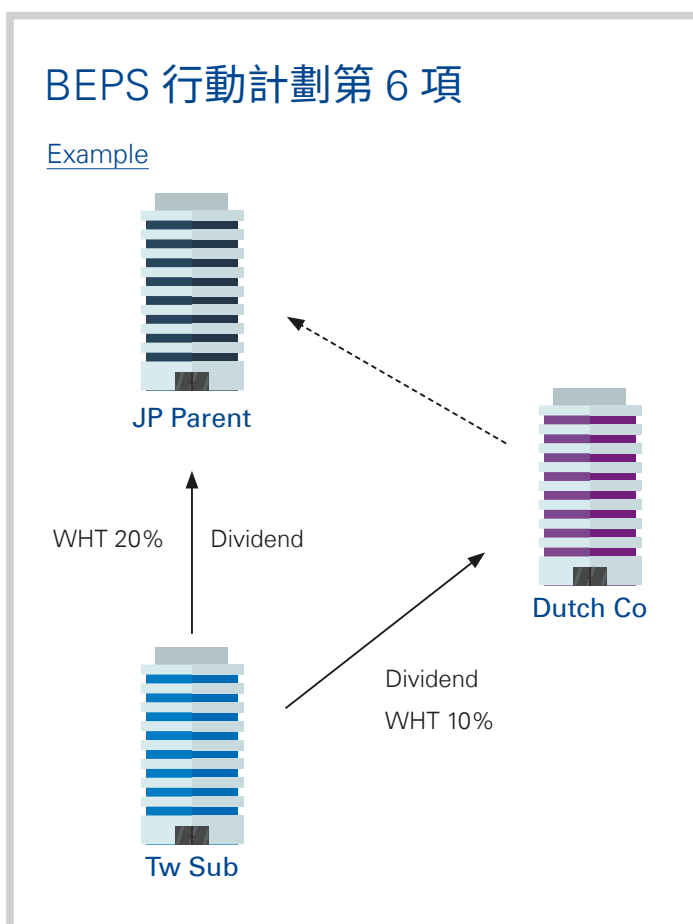 BEPS 行動計劃第 6 項
Example
JP Parent
WHT 20% Dividend
Dutch Co
Dividend
WHT 10%
Tw Sub